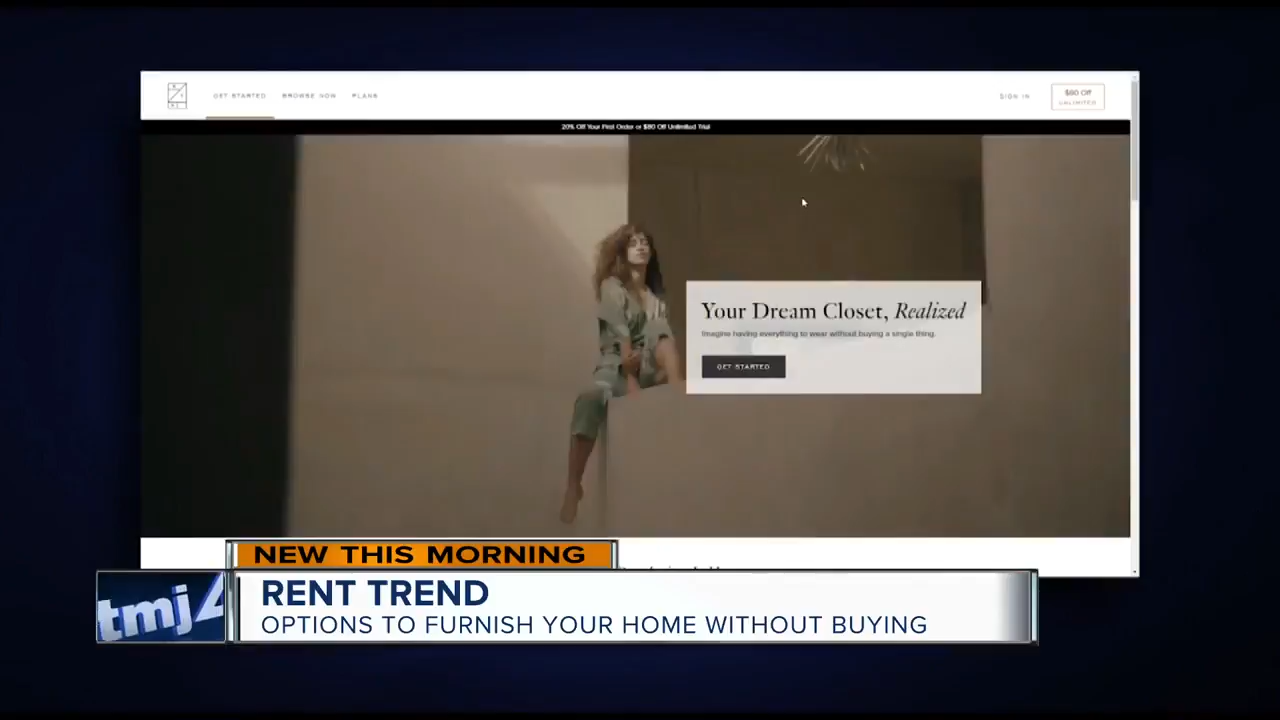 GET STARTED BROWSE NOW PLANS SIGN IN $80 Off
UNLIMITED
20% Off Your First Order or $80 Off Unlimited Trial
Your Dream Closet, Realized
Imagine having everything to wear without buying a single thing.
GET STARTED
NEW THIS MORNING
tmj4
RENT TREND
OPTIONS TO FURNISH YOUR HOME WITHOUT BUYING